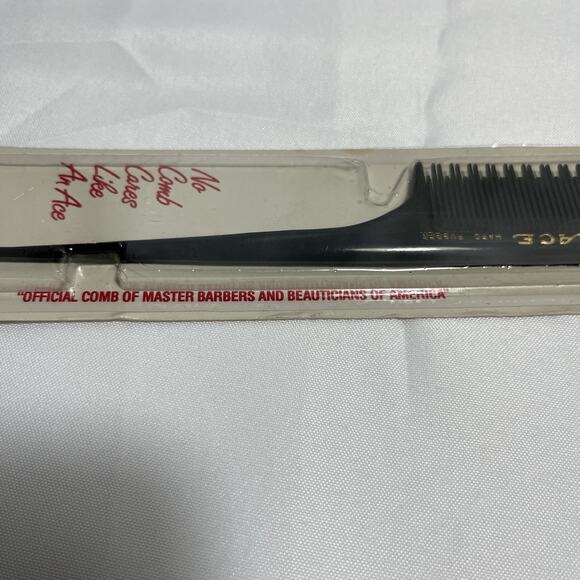 No
Comb
Cares
Like
An Ace
ACE HARD RUBBER
"OFFICIAL COMB OF MASTER BARBERS AND BEAUTICIANS OF AMERICA"